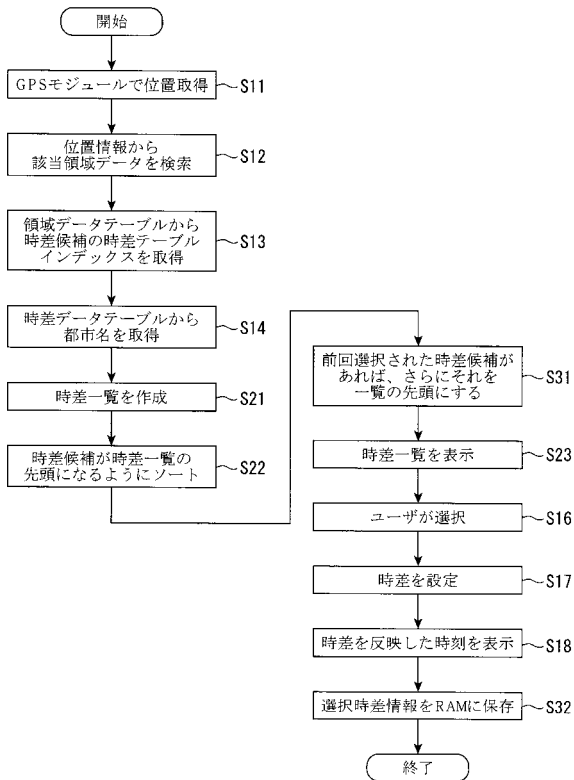 開始
GPSモジュールで位置取得
S11
位置情報から
該当領域データを検索
S12
領域データテーブルから
時差候補の時差テーブル
インデックスを取得
S13
時差データテーブルから
都市名を取得
S14
時差一覧を作成
S21
時差候補が時差一覧の
先頭になるようにソート
S22
前回選択された時差候補が
あれば、さらにそれを
一覧の先頭にする
S31
時差一覧を表示
S23
ユーザが選択
S16
時差を設定
S17
時差を反映した時刻を表示
S18
選択時差情報をRAMに保存
S32
終了